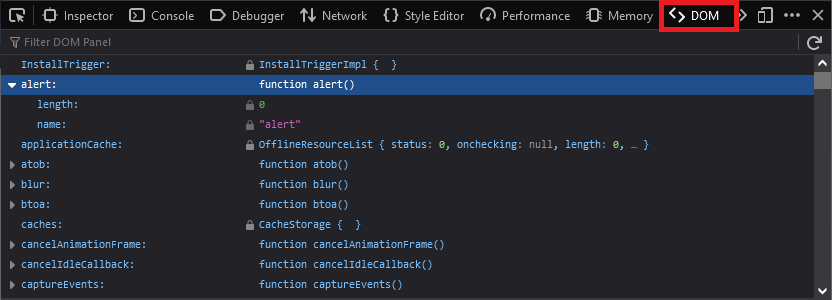 Inspector Console Debugger Network Style Editor Performance Memory DOM
Filter DOM Panel
InstallTrigger: InstallTriggerImpl { }
alert: function alert()
length: 0
name: "alert"
applicationCache: OfflineResourceList { status: 0, onchecking: null, length: 0, … }
atob: function atob()
blur: function blur()
btoa: function btoa()
caches: CacheStorage { }
cancelAnimationFrame: function cancelAnimationFrame()
cancelIdleCallback: function cancelIdleCallback()
captureEvents: function captureEvents()